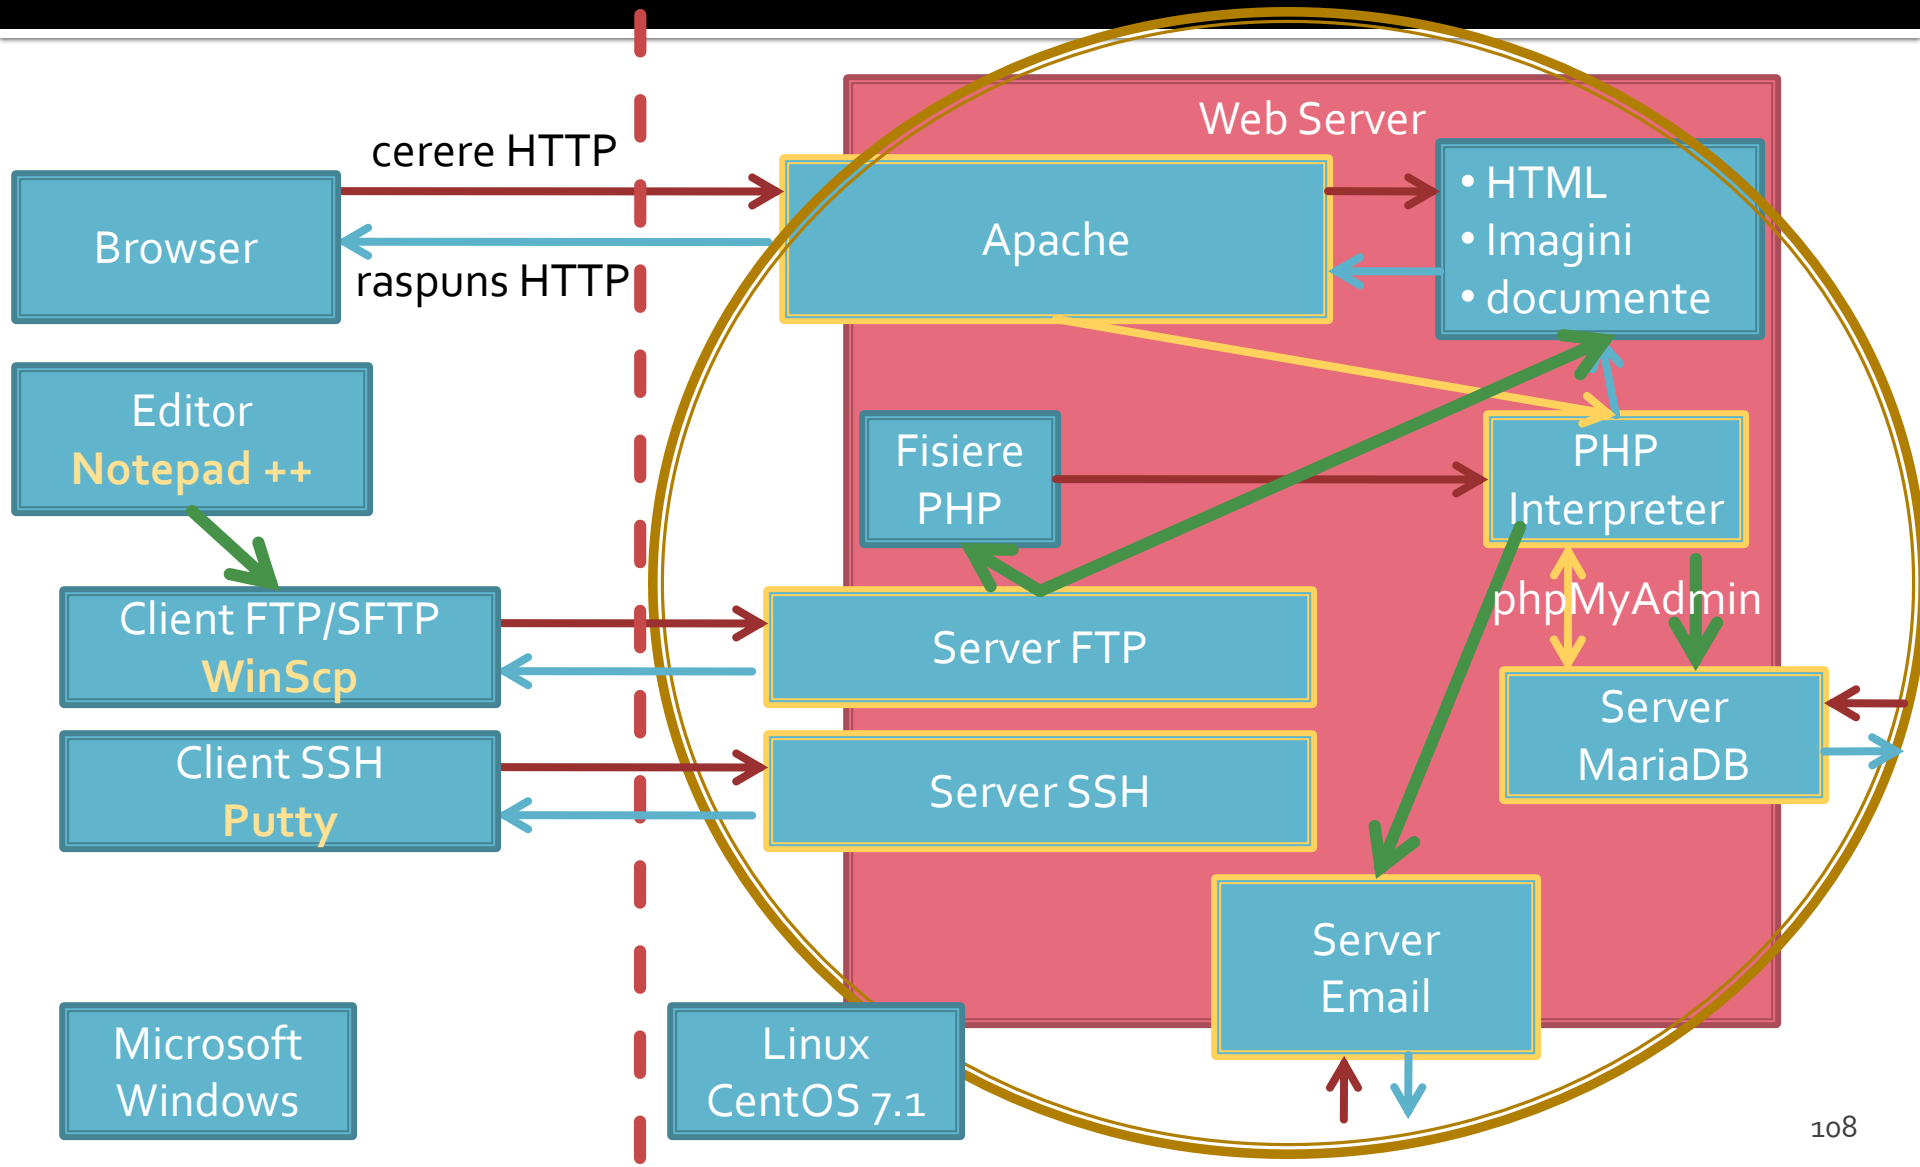 Web Server
cerere HTTP
Browser
raspuns HTTP
Apache
• HTML
• Imagini
• documente
Editor
Notepad ++
Fisiere
PHP
PHP
Interpreter
phpMyAdmin
Client FTP/SFTP
WinScp
Server FTP
Server
MariaDB
Client SSH
Putty
Server SSH
Server
Email
Microsoft
Windows
Linux
CentOS 7.1
108